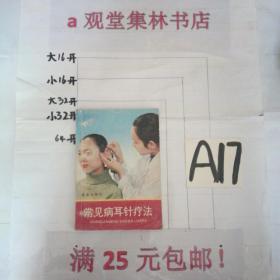 a 观堂集林书店
大16开
小16开
大32开
小32开
64开
A17
常见病耳针疗法
满 25 元包邮！